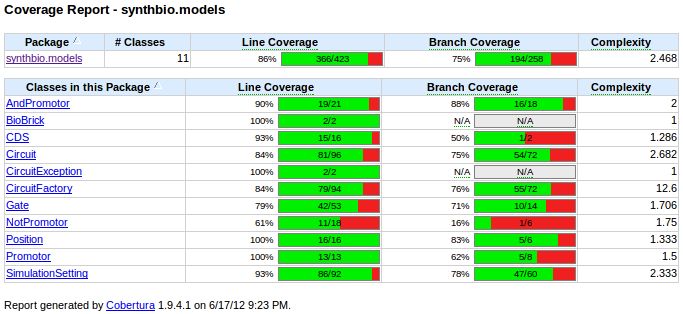 Coverage Report - synthbio.models
Package # Classes Line Coverage Branch Coverage Complexity
synthbio.models 11 86% 366/423 75% 194/258 2.468
Classes in this Package Line Coverage Branch Coverage Complexity
AndPromotor 90% 19/21 88% 16/18 2
BioBrick 100% 2/2 N/A N/A 1
CDS 93% 15/16 50% 1/2 1.286
Circuit 84% 81/96 75% 54/72 2.682
CircuitException 100% 2/2 N/A N/A 1
CircuitFactory 84% 79/94 76% 55/72 12.6
Gate 79% 42/53 71% 10/14 1.706
NotPromotor 61% 11/18 16% 1/6 1.75
Position 100% 16/16 83% 5/6 1.333
Promotor 100% 13/13 62% 5/8 1.5
SimulationSetting 93% 86/92 78% 47/60 2.333
Report generated by Cobertura 1.9.4.1 on 6/17/12 9:23 PM.